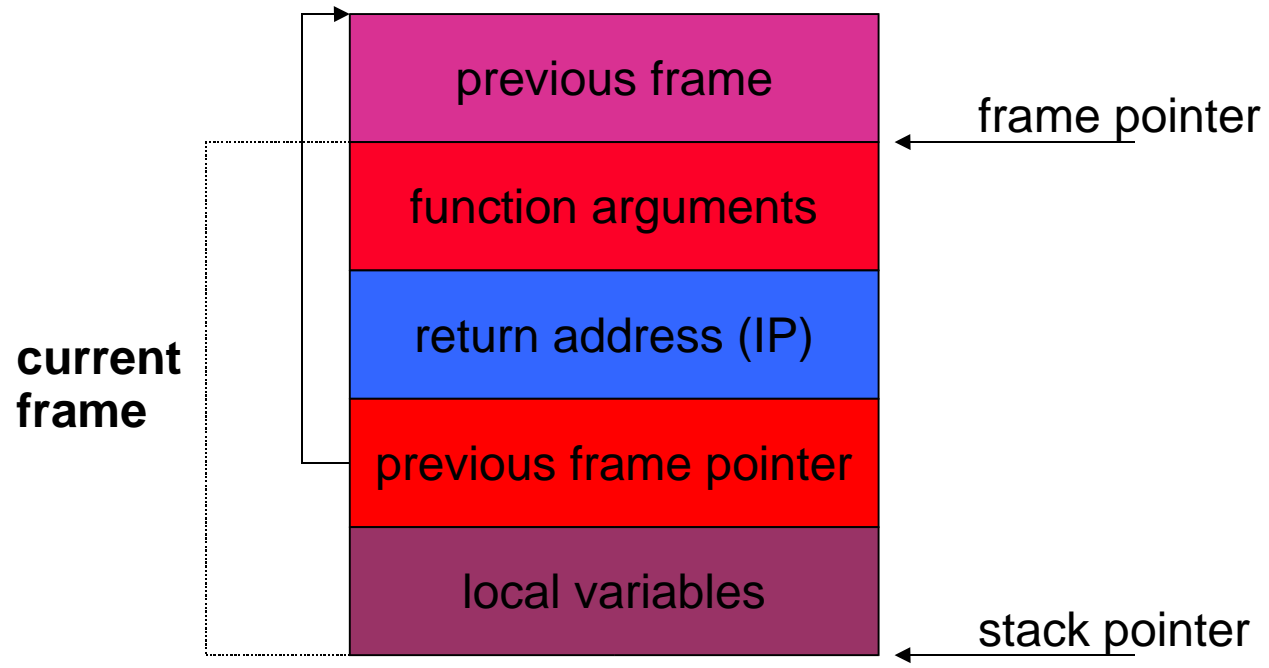 previous frame
frame pointer
function arguments
return address (IP)
current
frame
previous frame pointer
local variables
stack pointer